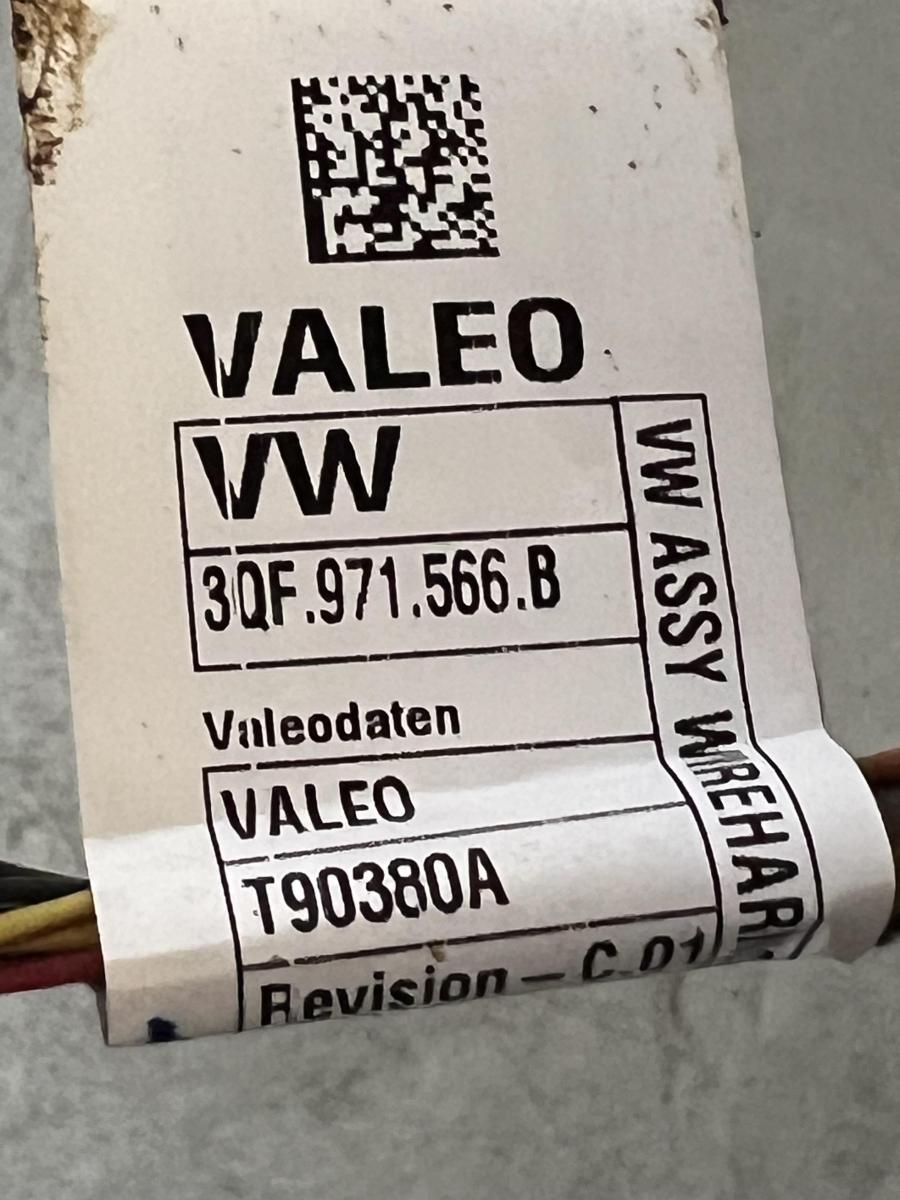 VALEO
VW
3QF.971.566.B
Valeodaten
VALEO
T90380A
Revision – C.01
VW ASSY WIREHAR